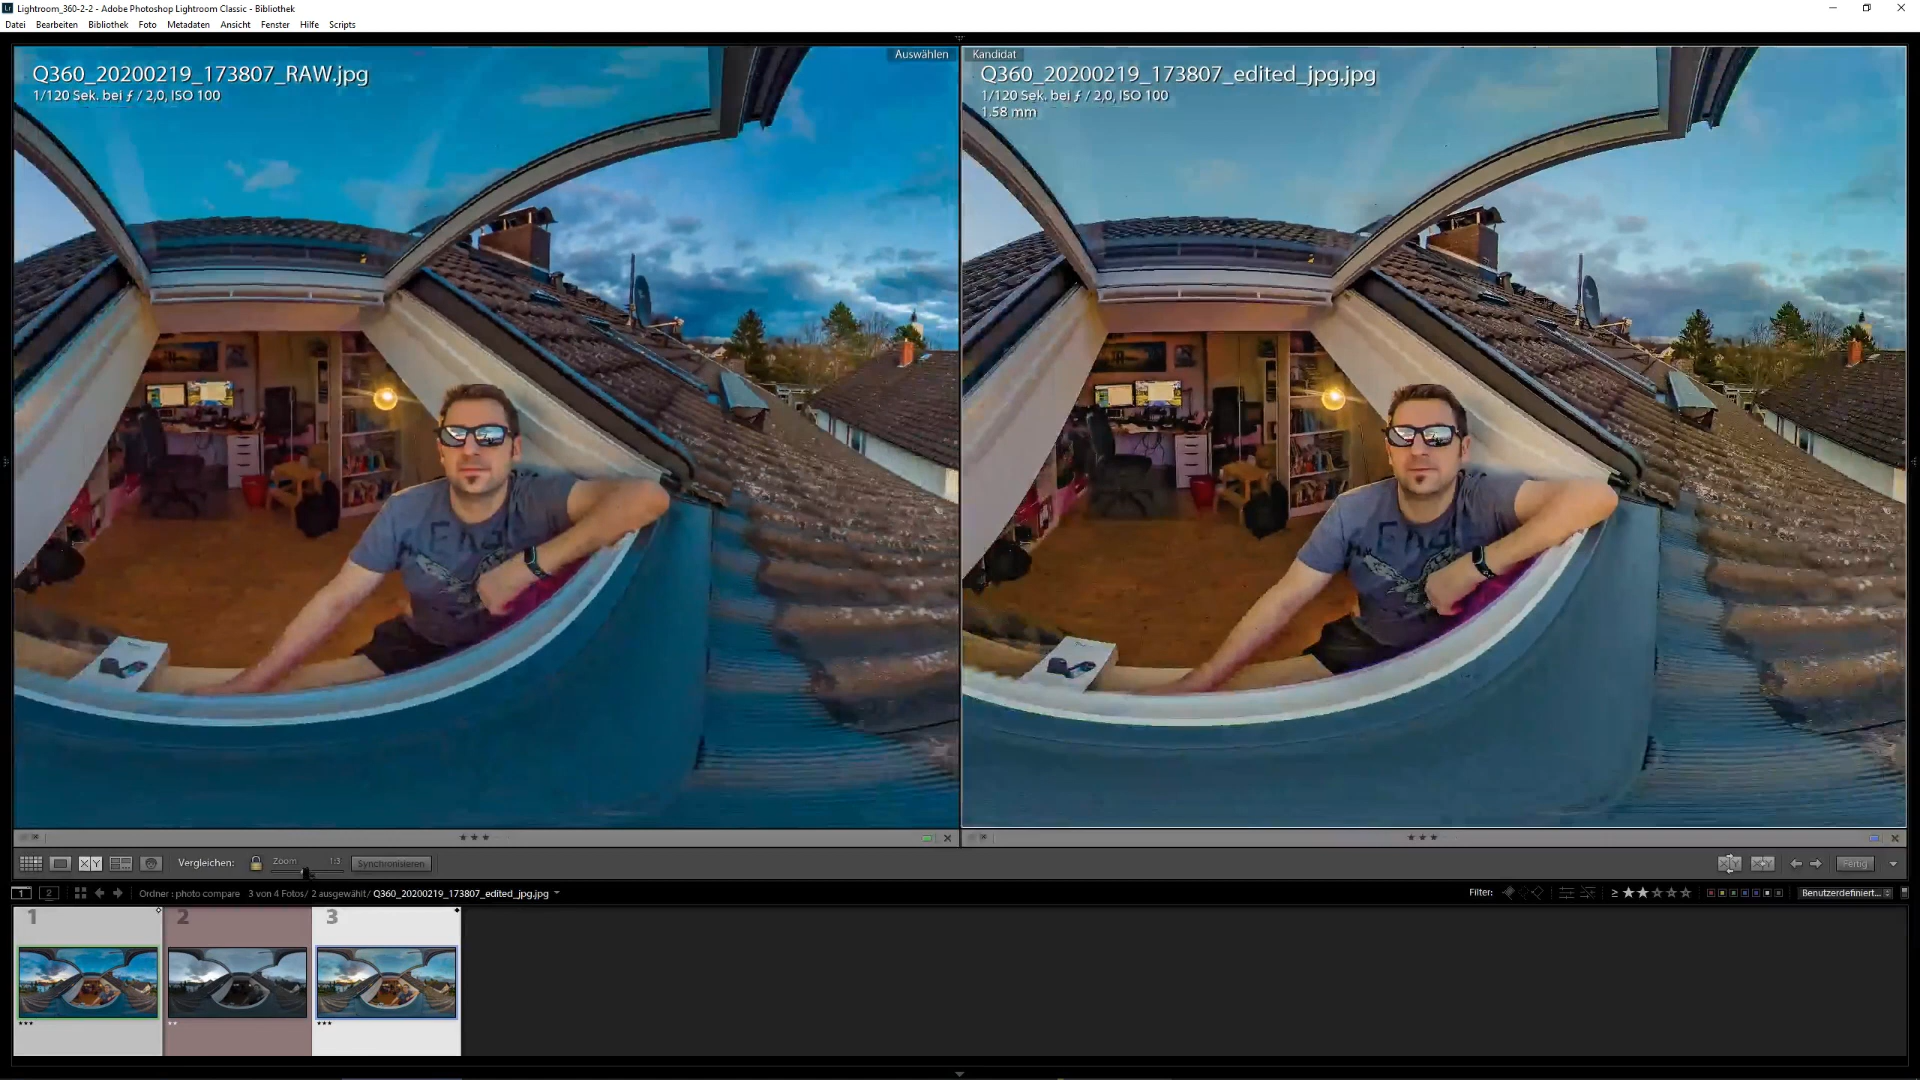 Lightroom_360-2-2 - Adobe Photoshop Lightroom Classic - Bibliothek
Datei Bearbeiten Bibliothek Foto Metadaten Ansicht Fenster Hilfe Scripts
Auswählen
Q360_20200219_173807_RAW.jpg
1/120 Sek. bei ƒ / 2,0, ISO 100
Kandidat
Q360_20200219_173807_edited_jpg.jpg
1/120 Sek. bei ƒ / 2,0, ISO 100
1.58 mm
Vergleichen: Zoom 1:3 Synchronisieren Fertig
1 2 Ordner : photo compare 3 von 4 Fotos/ 2 ausgewählt/ Q360_20200219_173807_edited_jpg.jpg Filter: Benutzerdefiniert...
1 2 3